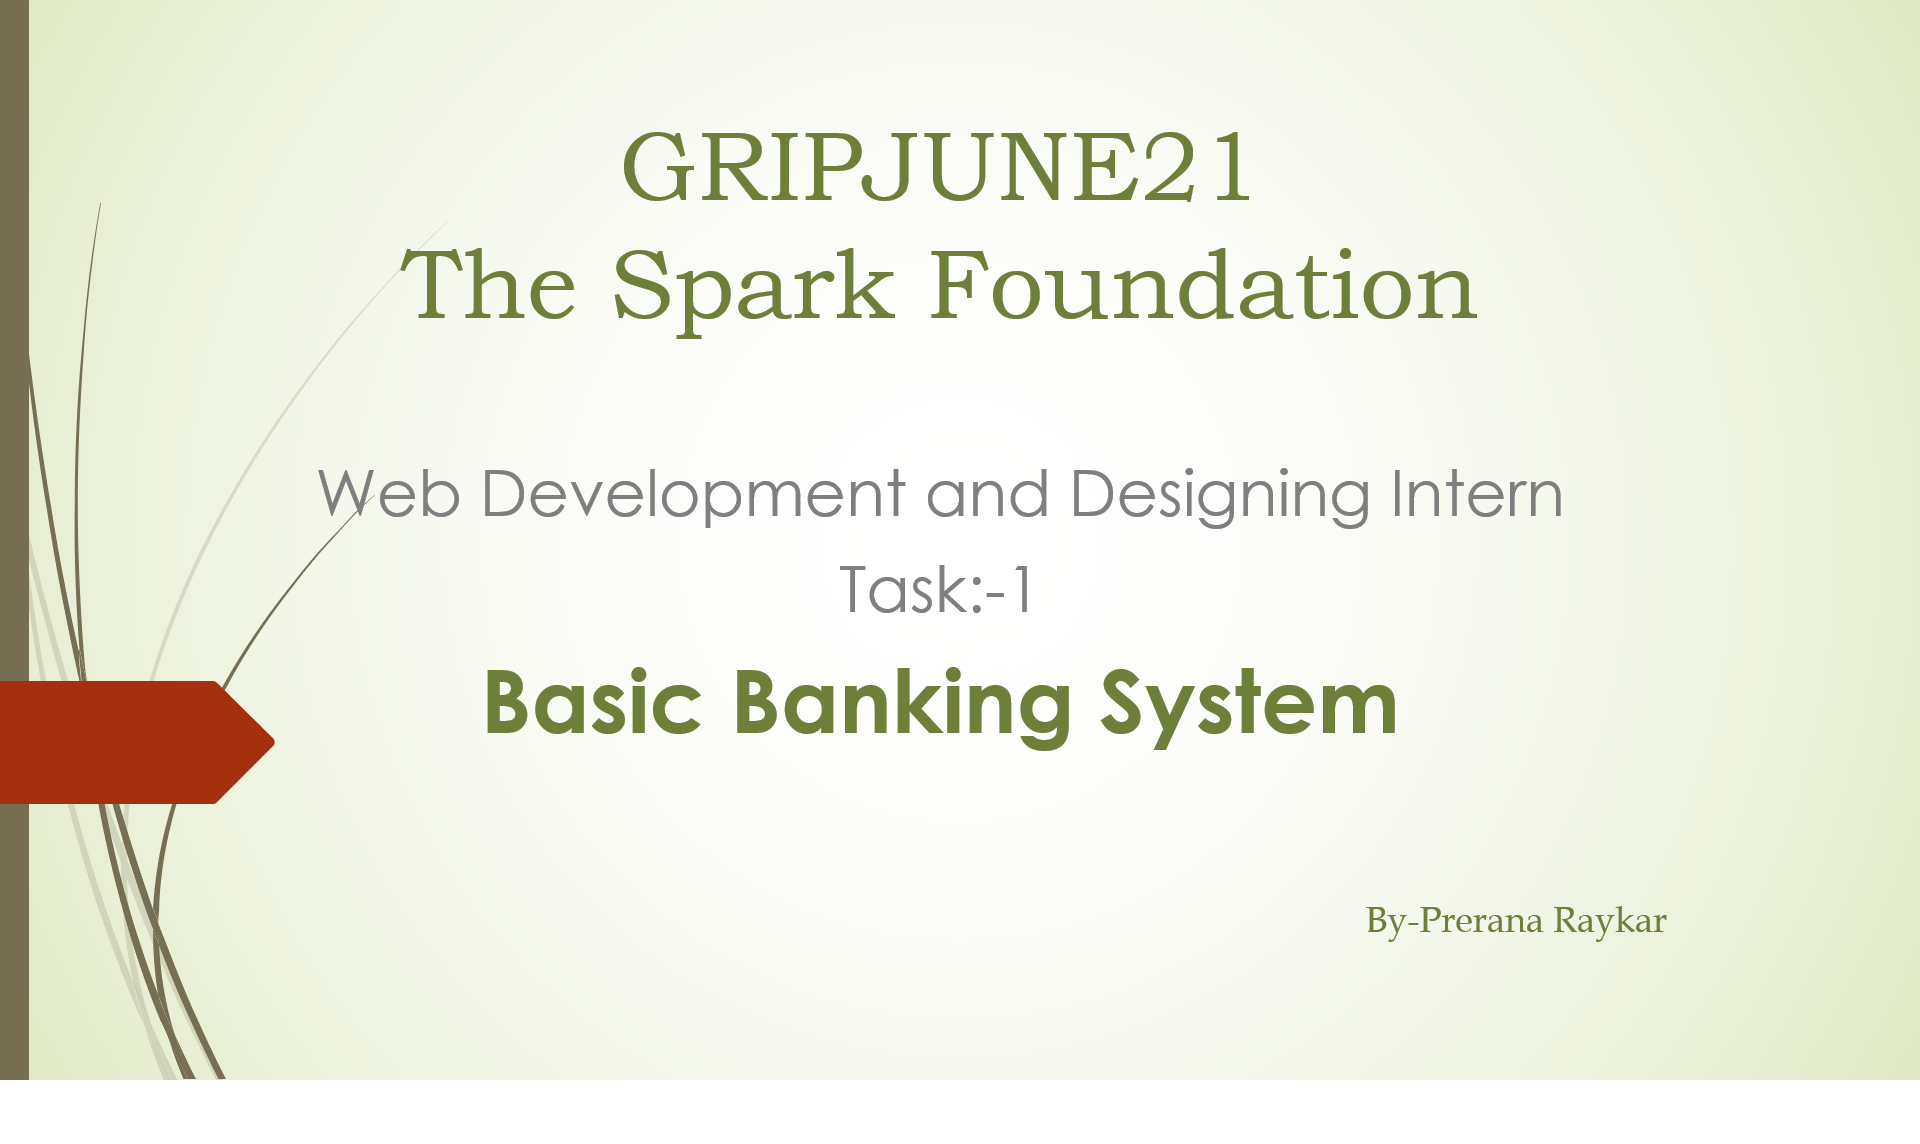 GRIPJUNE21
The Spark Foundation
Web Development and Designing Intern
Task:-1
Basic Banking System
By-Prerana Raykar